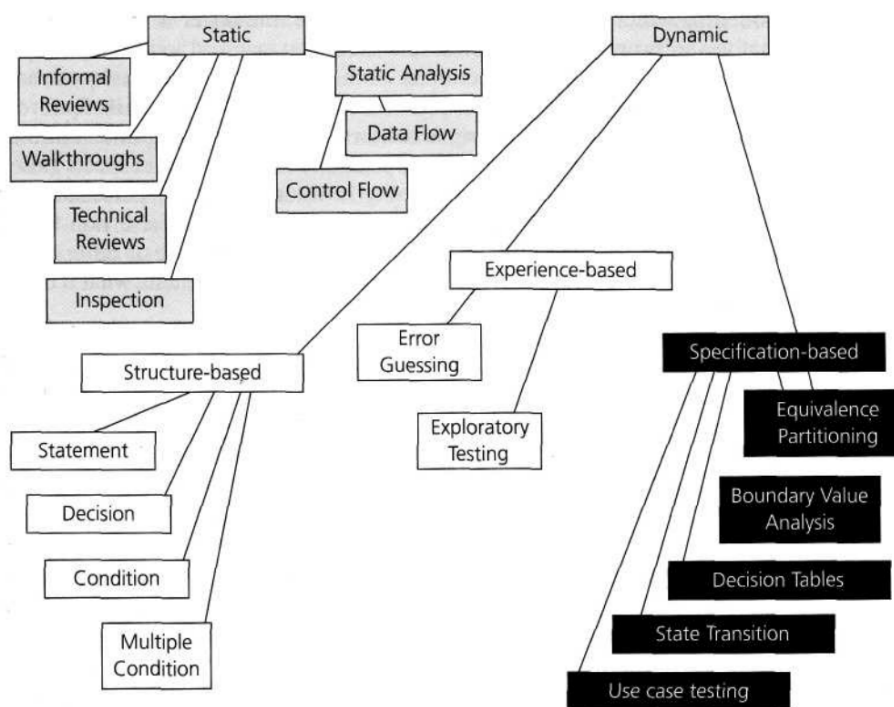 Static
Dynamic
Informal
Reviews
Static Analysis
Walkthroughs
Data Flow
Control Flow
Technical
Reviews
Inspection
Experience-based
Error
Guessing
Exploratory
Testing
Structure-based
Statement
Decision
Condition
Multiple
Condition
Specification-based
Equivalence
Partitioning
Boundary Value
Analysis
Decision Tables
State Transition
Use case testing